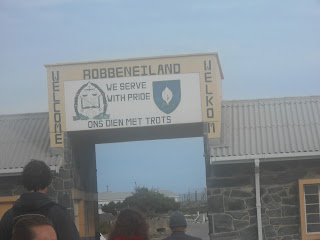 ROBBENEILAND
WELCOME
WE SERVE
WITH PRIDE
ONS DIEN MET TROTS
WELKOM